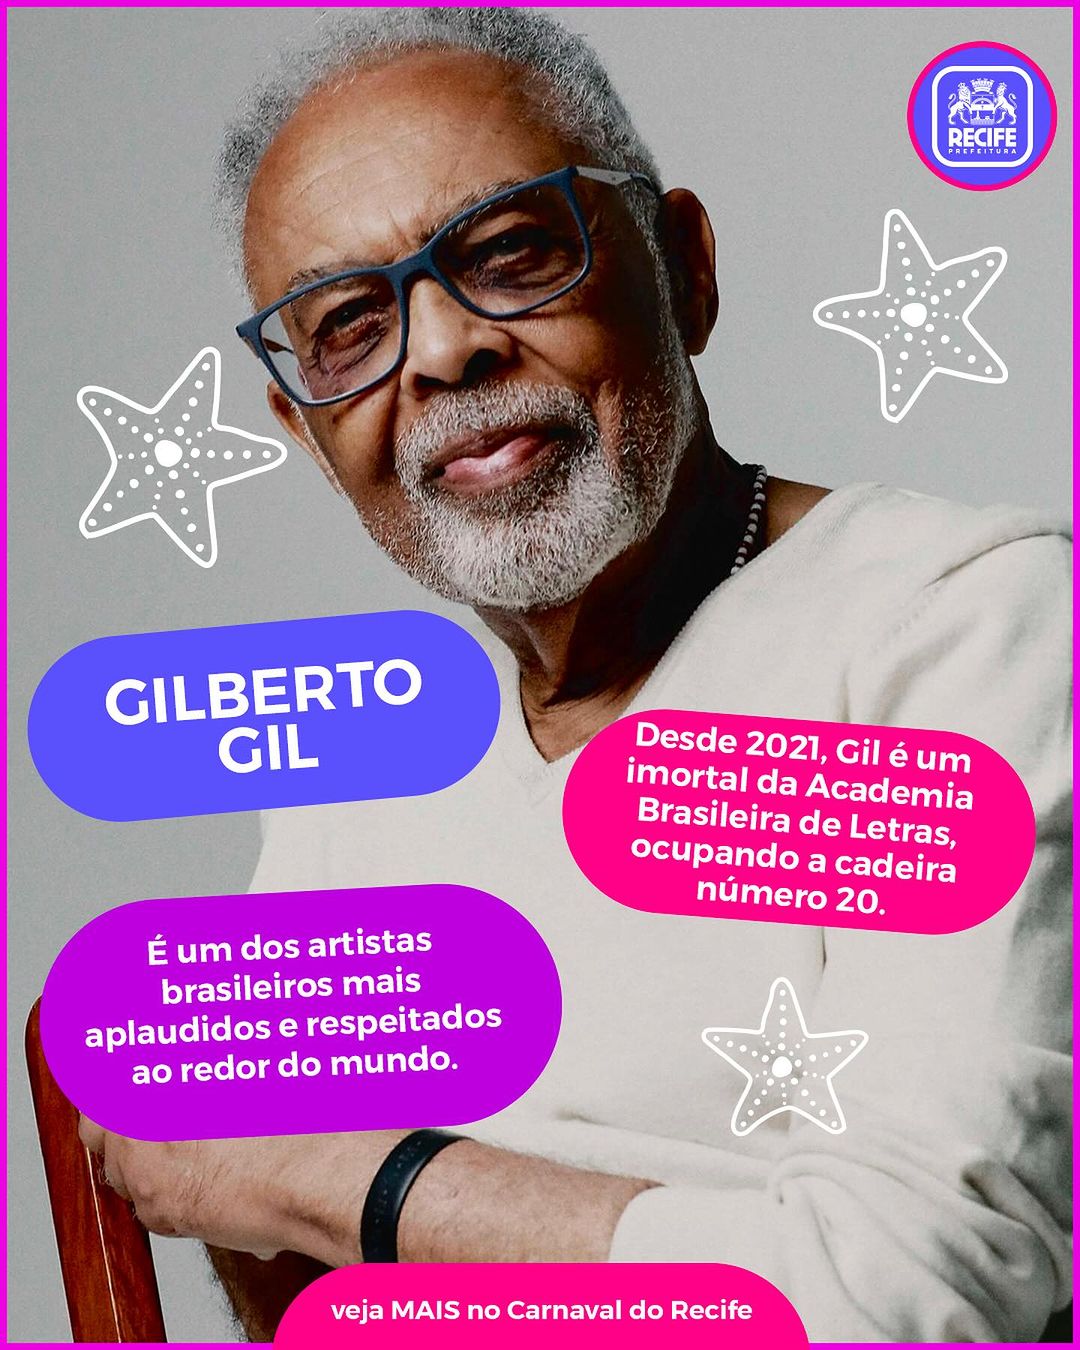 RECIFE
PREFEITURA
GILBERTO
GIL
Desde 2021, Gil é um
imortal da Academia
Brasileira de Letras,
ocupando a cadeira
número 20.
É um dos artistas
brasileiros mais
aplaudidos e respeitados
ao redor do mundo.
veja MAIS no Carnaval do Recife